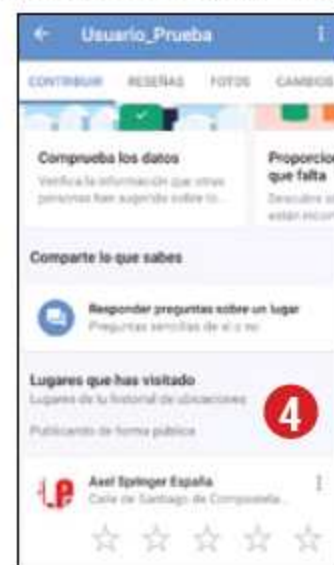 Usuario_Prueba
CONTRIBUIR RESEÑAS FOTOS CAMBIOS
Comprueba los datos
Proporcion
que falta
Verifica la información que otras
personas han sugerido sobre lo...
Descubre
están
Comparte lo que sabes
Responder preguntas sobre un lugar
Preguntas sencillas de sí o no
Lugares que has visitado
Lugares de tu historial de ubicaciones
Publicando de forma pública
4
Axel Springer España
Calle de Santiago de Compostela...